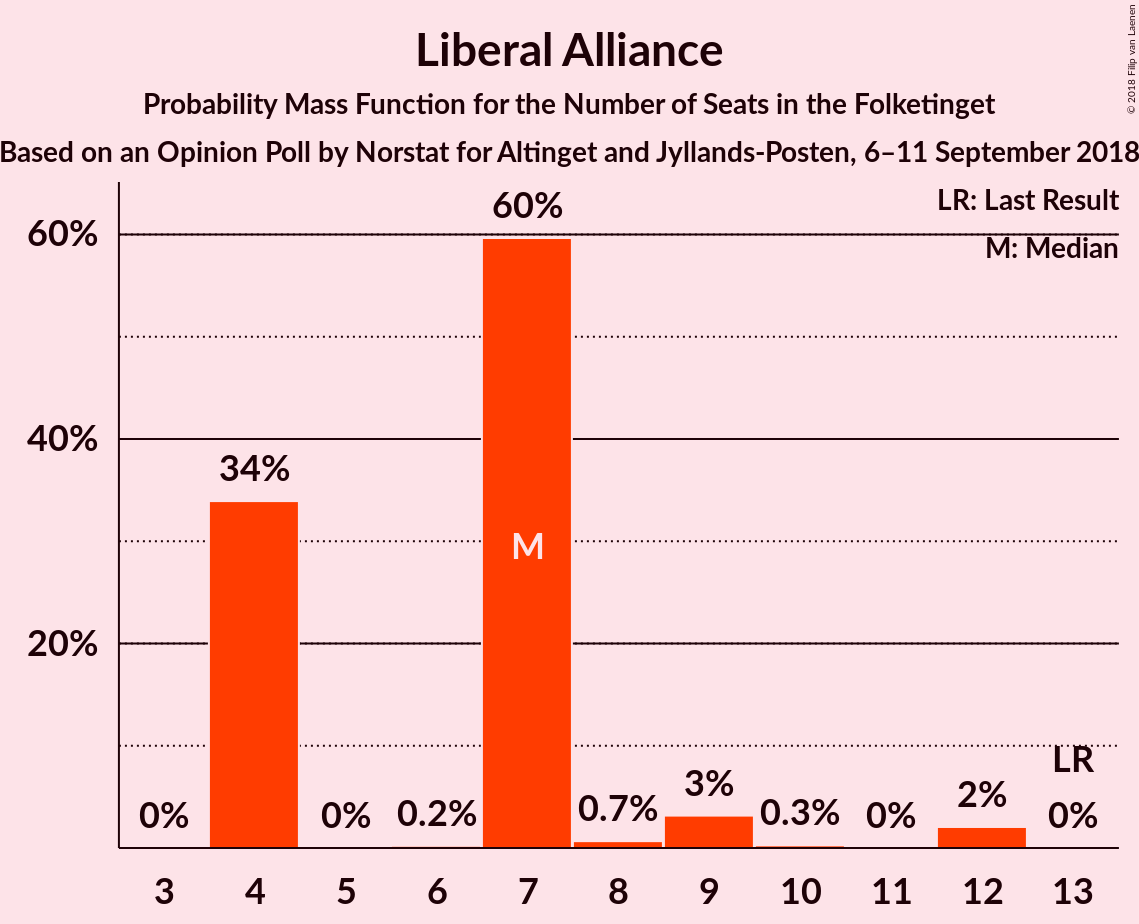 Liberal Alliance
Probability Mass Function for the Number of Seats in the Folketinget
Based on an Opinion Poll by Norstat for Altinget and Jyllands-Posten, 6–11 September 2018
© 2018 Filip van Laenen
LR: Last Result
M: Median
60%
40%
20%
0%
34%
0%
0.2%
60%
M
0.7%
3%
0.3%
0%
2%
LR
0%
3 4 5 6 7 8 9 10 11 12 13